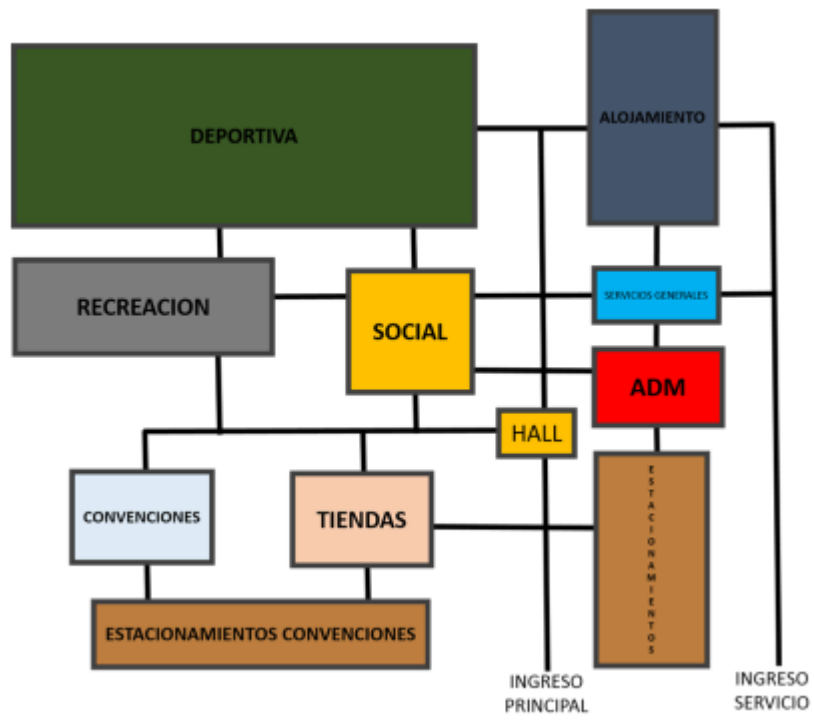 ALOJAMIENTO
DEPORTIVA
SERVICIOS GENERALES
RECREACION
SOCIAL
ADM
HALL
CONVENCIONES
TIENDAS
ESTACIONAMIENTOS
ESTACIONAMIENTOS CONVENCIONES
INGRESO
PRINCIPAL
INGRESO
SERVICIO